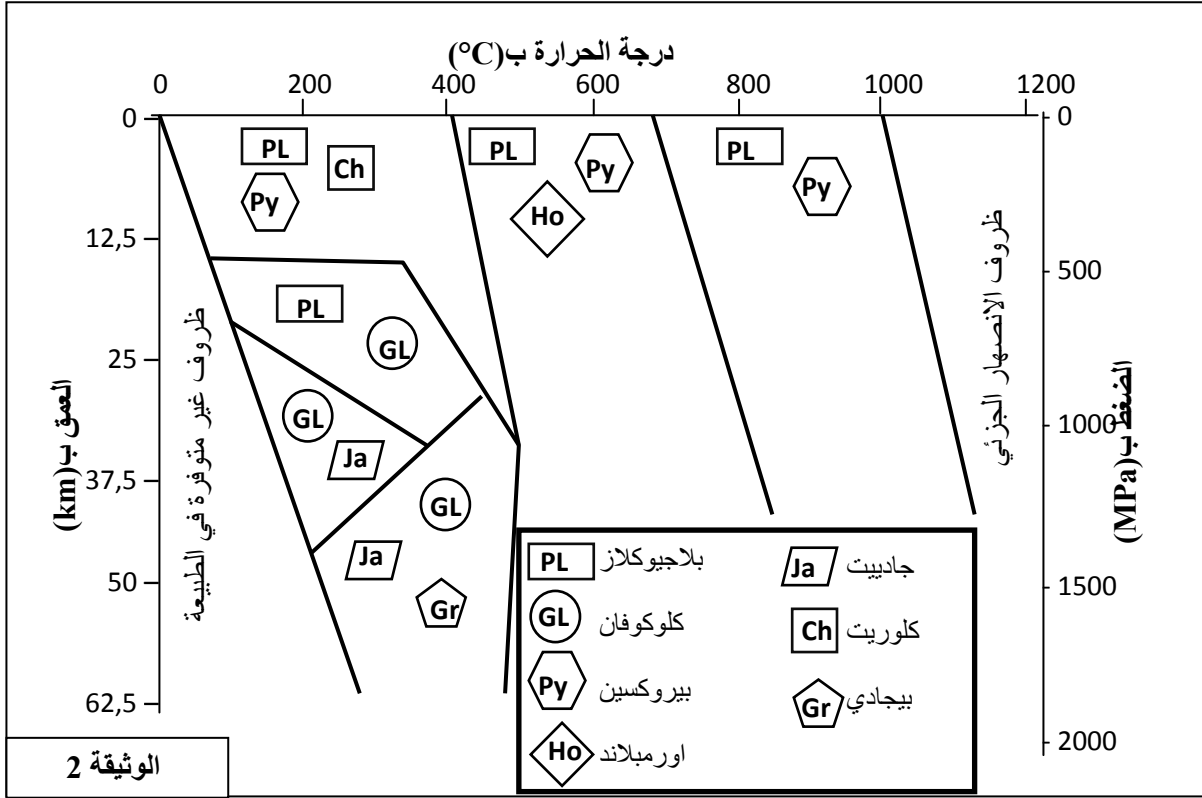 درجة الحرارة ب(°C)
0 200 400 600 800 1000 1200
0
12,5
25
37,5
50
62,5
العمق ب(km)
0
500
1000
1500
2000
الضغط ب(MPa)
ظروف غير متوفرة في الطبيعة
ظروف الانصهار الجزئي
PL
Ch
Py
PL
Py
Ho
PL
Py
PL
GL
GL
Ja
GL
Ja
Gr
PL بلاجيوكلاز
Ja جادييت
GL كلوكوفان
Ch كلوريت
Py بيروكسين
Gr بيجادي
Ho اورمبلاند
الوثيقة 2